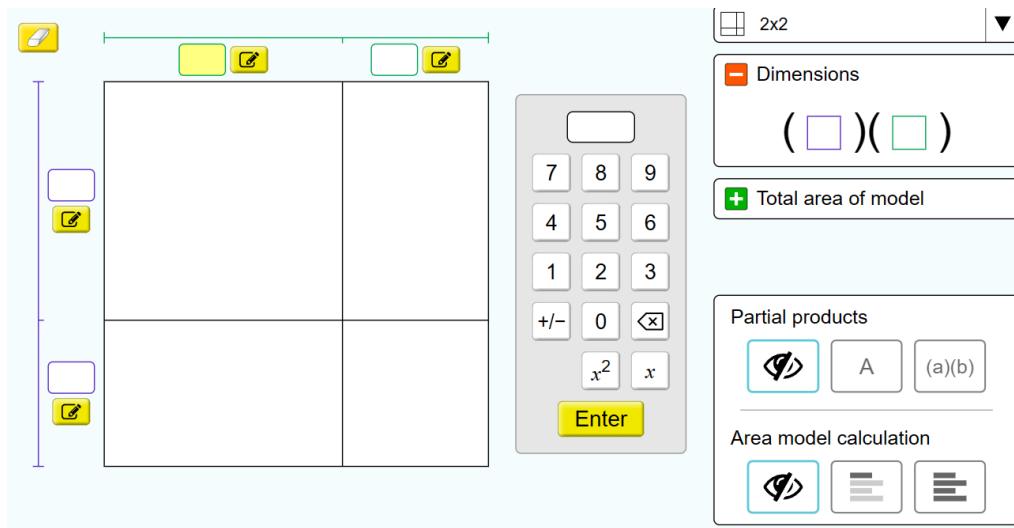 2x2
Dimensions
( )( )
Total area of model
7 8 9
4 5 6
1 2 3
+/− 0
x² x
Enter
Partial products
A (a)(b)
Area model calculation